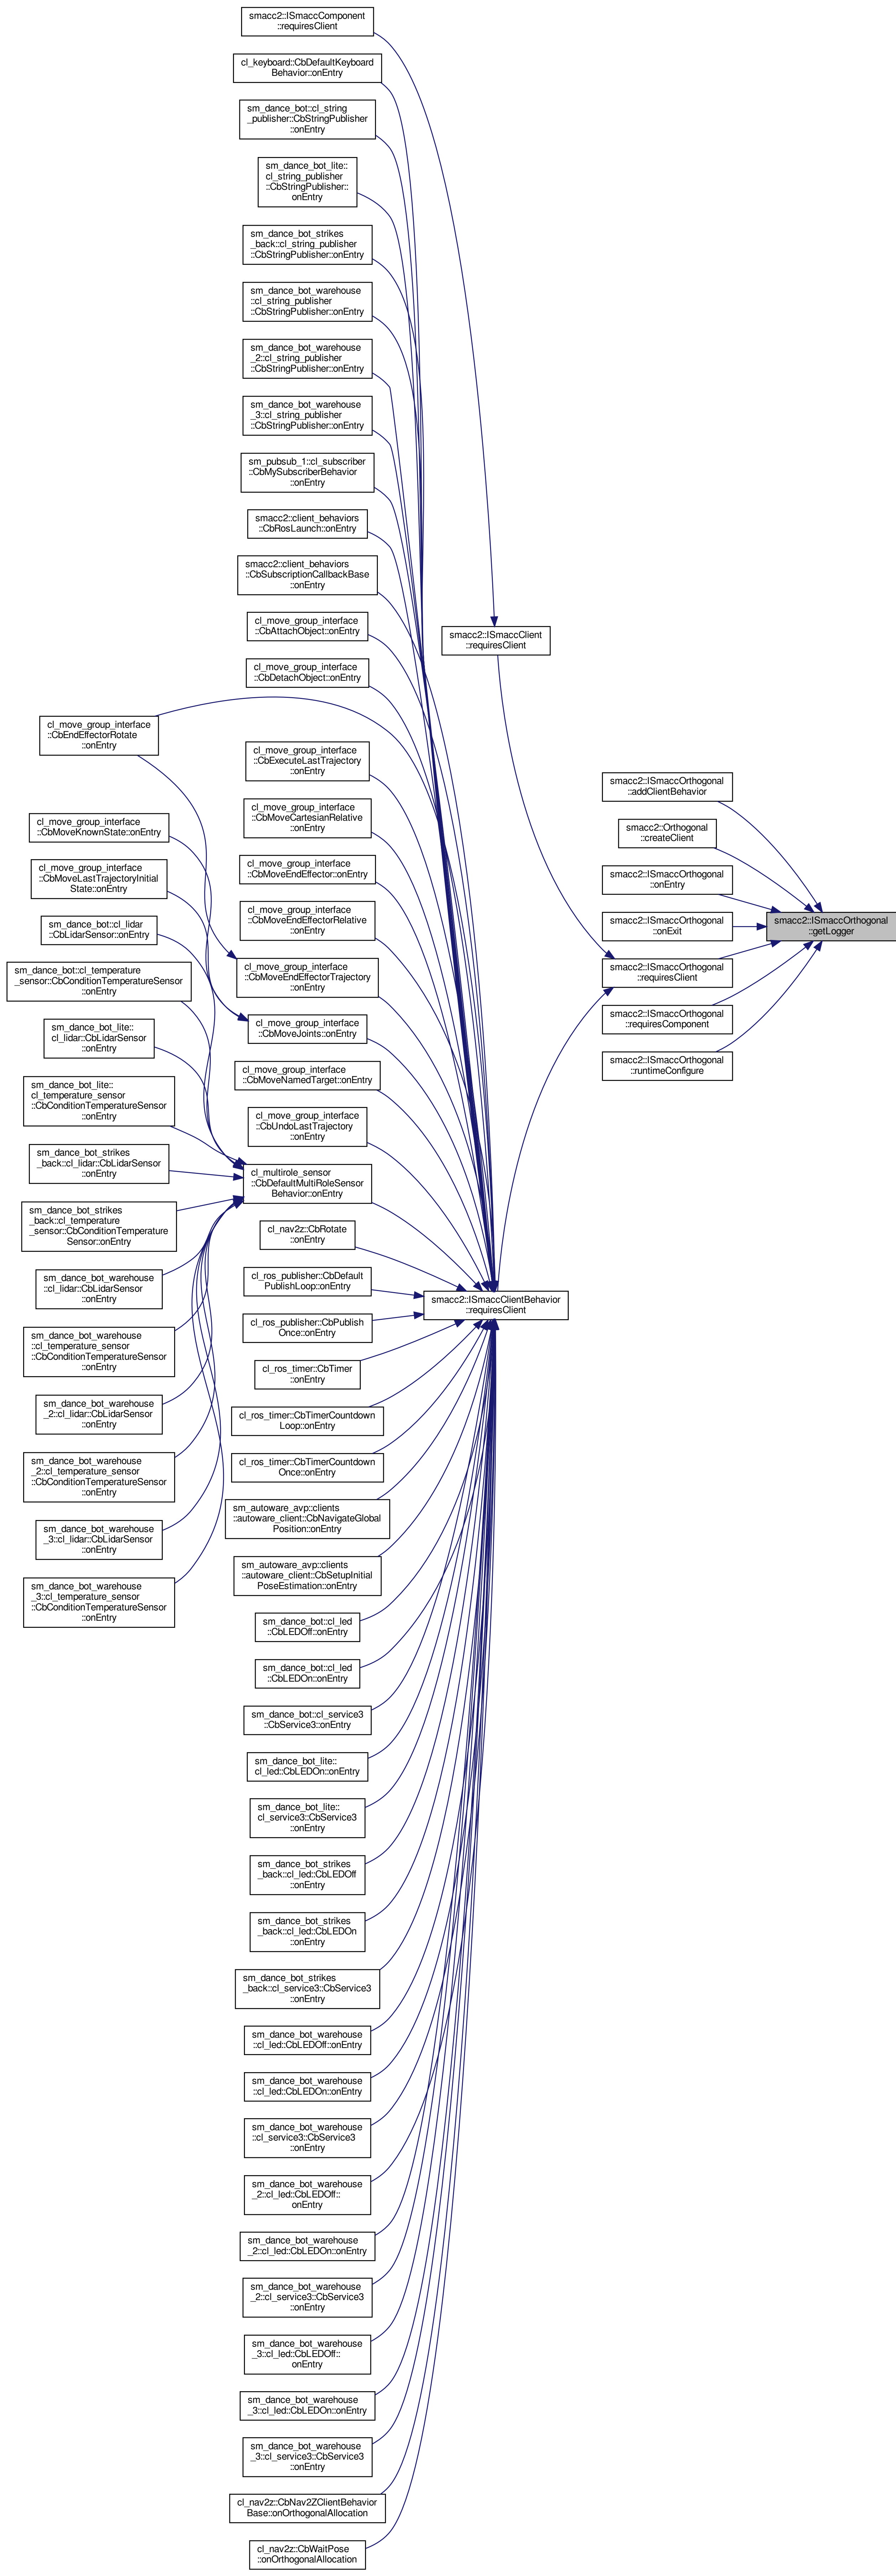 smacc2::ISmaccComponent
::requiresClient
cl_keyboard::CbDefaultKeyboard
Behavior::onEntry
sm_dance_bot::cl_string
_publisher::CbStringPublisher
::onEntry
sm_dance_bot_lite::
cl_string_publisher
::CbStringPublisher::
onEntry
sm_dance_bot_strikes
_back::cl_string_publisher
::CbStringPublisher::onEntry
sm_dance_bot_warehouse
::cl_string_publisher
::CbStringPublisher::onEntry
sm_dance_bot_warehouse
_2::cl_string_publisher
::CbStringPublisher::onEntry
sm_dance_bot_warehouse
_3::cl_string_publisher
::CbStringPublisher::onEntry
sm_pubsub_1::cl_subscriber
::CbMySubscriberBehavior
::onEntry
smacc2::client_behaviors
::CbRosLaunch::onEntry
smacc2::client_behaviors
::CbSubscriptionCallbackBase
::onEntry
cl_move_group_interface
::CbAttachObject::onEntry
cl_move_group_interface
::CbDetachObject::onEntry
cl_move_group_interface
::CbExecuteLastTrajectory
::onEntry
cl_move_group_interface
::CbMoveCartesianRelative
::onEntry
cl_move_group_interface
::CbMoveEndEffector::onEntry
cl_move_group_interface
::CbMoveEndEffectorRelative
::onEntry
cl_move_group_interface
::CbMoveEndEffectorTrajectory
::onEntry
cl_move_group_interface
::CbMoveJoints::onEntry
cl_move_group_interface
::CbMoveNamedTarget::onEntry
cl_move_group_interface
::CbUndoLastTrajectory
::onEntry
cl_multirole_sensor
::CbDefaultMultiRoleSensor
Behavior::onEntry
cl_nav2z::CbRotate
::onEntry
cl_ros_publisher::CbDefault
PublishLoop::onEntry
cl_ros_publisher::CbPublish
Once::onEntry
cl_ros_timer::CbTimer
::onEntry
cl_ros_timer::CbTimerCountdown
Loop::onEntry
cl_ros_timer::CbTimerCountdown
Once::onEntry
sm_autoware_avp::clients
::autoware_client::CbNavigateGlobal
Position::onEntry
sm_autoware_avp::clients
::autoware_client::CbSetupInitial
PoseEstimation::onEntry
sm_dance_bot::cl_led
::CbLEDOff::onEntry
sm_dance_bot::cl_led
::CbLEDOn::onEntry
sm_dance_bot::cl_service3
::CbService3::onEntry
sm_dance_bot_lite::
cl_led::CbLEDOn::onEntry
sm_dance_bot_lite::
cl_service3::CbService3
::onEntry
sm_dance_bot_strikes
_back::cl_led::CbLEDOff
::onEntry
sm_dance_bot_strikes
_back::cl_led::CbLEDOn
::onEntry
sm_dance_bot_strikes
_back::cl_service3::CbService3
::onEntry
sm_dance_bot_warehouse
::cl_led::CbLEDOff::onEntry
sm_dance_bot_warehouse
::cl_led::CbLEDOn::onEntry
sm_dance_bot_warehouse
::cl_service3::CbService3
::onEntry
sm_dance_bot_warehouse
_2::cl_led::CbLEDOff::
onEntry
sm_dance_bot_warehouse
_2::cl_led::CbLEDOn::onEntry
sm_dance_bot_warehouse
_2::cl_service3::CbService3
::onEntry
sm_dance_bot_warehouse
_3::cl_led::CbLEDOff::
onEntry
sm_dance_bot_warehouse
_3::cl_led::CbLEDOn::onEntry
sm_dance_bot_warehouse
_3::cl_service3::CbService3
::onEntry
cl_nav2z::CbNav2ZClientBehavior
Base::onOrthogonalAllocation
cl_nav2z::CbWaitPose
::onOrthogonalAllocation
cl_move_group_interface
::CbEndEffectorRotate
::onEntry
cl_move_group_interface
::CbMoveKnownState::onEntry
cl_move_group_interface
::CbMoveLastTrajectoryInitial
State::onEntry
sm_dance_bot::cl_lidar
::CbLidarSensor::onEntry
sm_dance_bot::cl_temperature
_sensor::CbConditionTemperatureSensor
::onEntry
sm_dance_bot_lite::
cl_lidar::CbLidarSensor
::onEntry
sm_dance_bot_lite::
cl_temperature_sensor
::CbConditionTemperatureSensor
::onEntry
sm_dance_bot_strikes
_back::cl_lidar::CbLidarSensor
::onEntry
sm_dance_bot_strikes
_back::cl_temperature
_sensor::CbConditionTemperature
Sensor::onEntry
sm_dance_bot_warehouse
::cl_lidar::CbLidarSensor
::onEntry
sm_dance_bot_warehouse
::cl_temperature_sensor
::CbConditionTemperatureSensor
::onEntry
sm_dance_bot_warehouse
_2::cl_lidar::CbLidarSensor
::onEntry
sm_dance_bot_warehouse
_2::cl_temperature_sensor
::CbConditionTemperatureSensor
::onEntry
sm_dance_bot_warehouse
_3::cl_lidar::CbLidarSensor
::onEntry
sm_dance_bot_warehouse
_3::cl_temperature_sensor
::CbConditionTemperatureSensor
::onEntry
smacc2::ISmaccClient
::requiresClient
smacc2::ISmaccClientBehavior
::requiresClient
smacc2::ISmaccOrthogonal
::addClientBehavior
smacc2::Orthogonal
::createClient
smacc2::ISmaccOrthogonal
::onEntry
smacc2::ISmaccOrthogonal
::onExit
smacc2::ISmaccOrthogonal
::requiresClient
smacc2::ISmaccOrthogonal
::requiresComponent
smacc2::ISmaccOrthogonal
::runtimeConfigure
smacc2::ISmaccOrthogonal
::getLogger